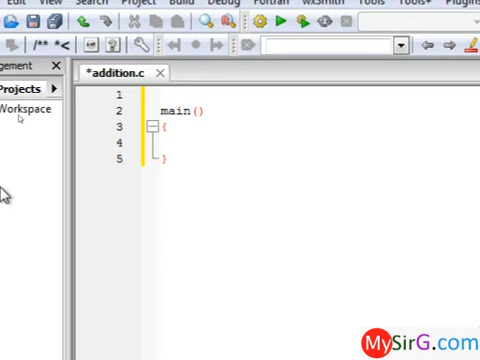 Edit View Search Project Build Debug Fortran wxSmith Tools Tools+ Plugins
/** *<
gement
Projects
Workspace
*addition.c
1
2 main()
3 {
4
5 }
MySirG.com